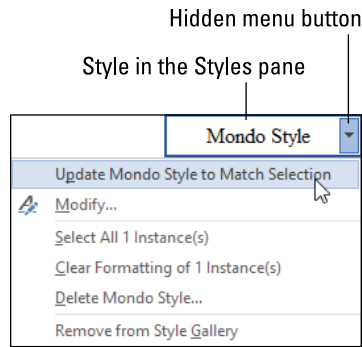 Hidden menu button
Style in the Styles pane
Mondo Style
Update Mondo Style to Match Selection
Modify...
Select All 1 Instance(s)
Clear Formatting of 1 Instance(s)
Delete Mondo Style...
Remove from Style Gallery